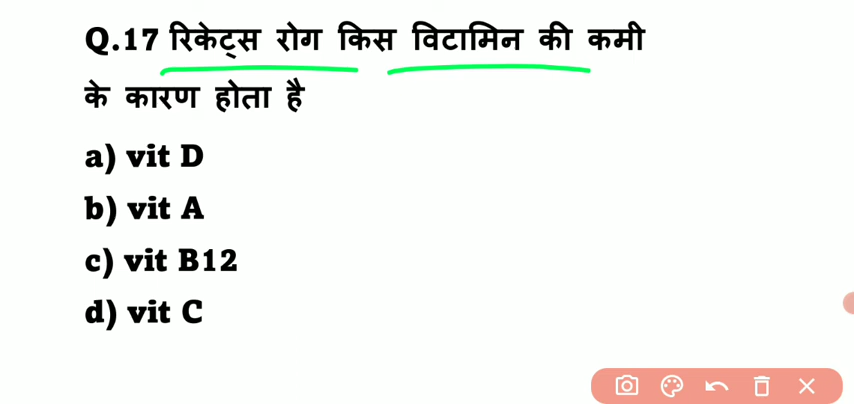 Q.17 रिकेट्स रोग किस विटामिन की कमी
के कारण होता है
a) vit D
b) vit A
c) vit B12
d) vit C